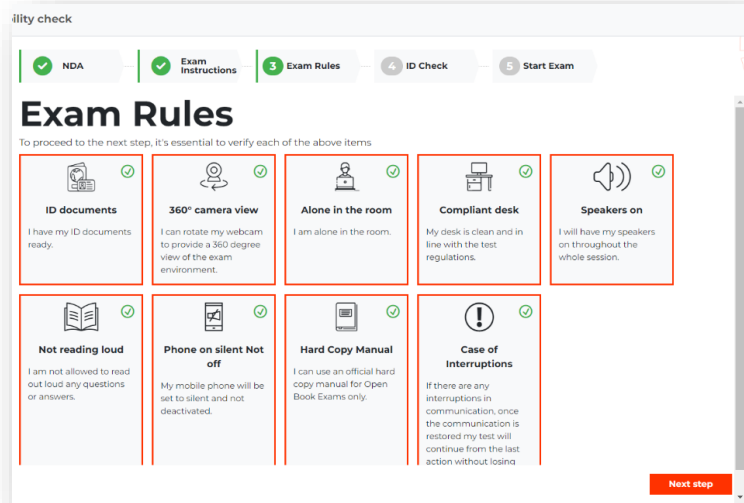 ility check
NDA
Exam
Instructions
3 Exam Rules
4 ID Check
5 Start Exam
Exam Rules
To proceed to the next step, it's essential to verify each of the above items
ID documents
I have my ID documents
ready.
360° camera view
I can rotate my webcam
to provide a 360 degree
view of the exam
environment.
Alone in the room
I am alone in the room.
Compliant desk
My desk is clean and in
line with the test
regulations.
Speakers on
I will have my speakers
on throughout the
whole session.
Not reading loud
I am not allowed to read
out loud any questions
or answers.
Phone on silent Not
off
My mobile phone will be
set to silent and not
deactivated.
Hard Copy Manual
I can use an official hard
copy manual for Open
Book Exams only.
Case of
Interruptions
If there are any
interruptions in
communication, once
the communication is
restored my test will
continue from the last
action without losing
Next step